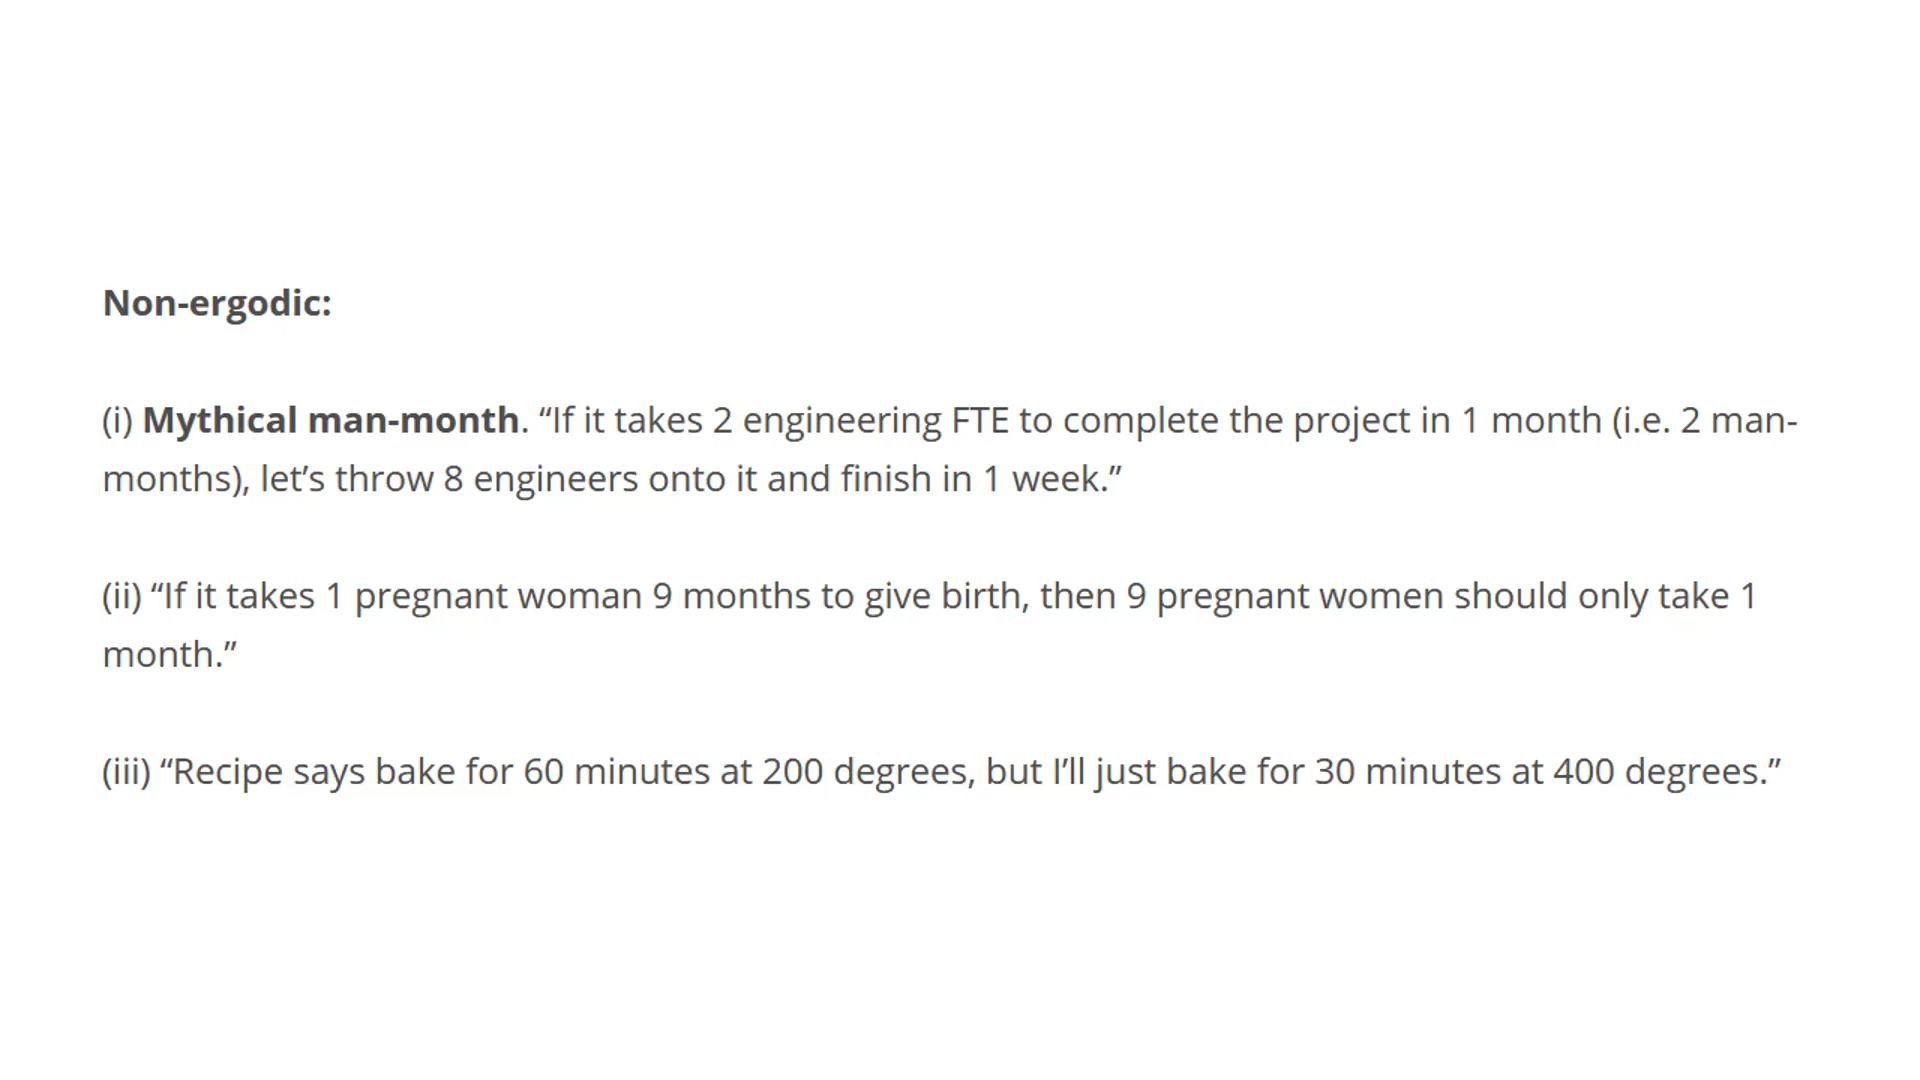 Non-ergodic:
(i) Mythical man-month. “If it takes 2 engineering FTE to complete the project in 1 month (i.e. 2 man-
months), let’s throw 8 engineers onto it and finish in 1 week.”
(ii) “If it takes 1 pregnant woman 9 months to give birth, then 9 pregnant women should only take 1
month.”
(iii) “Recipe says bake for 60 minutes at 200 degrees, but I’ll just bake for 30 minutes at 400 degrees.”